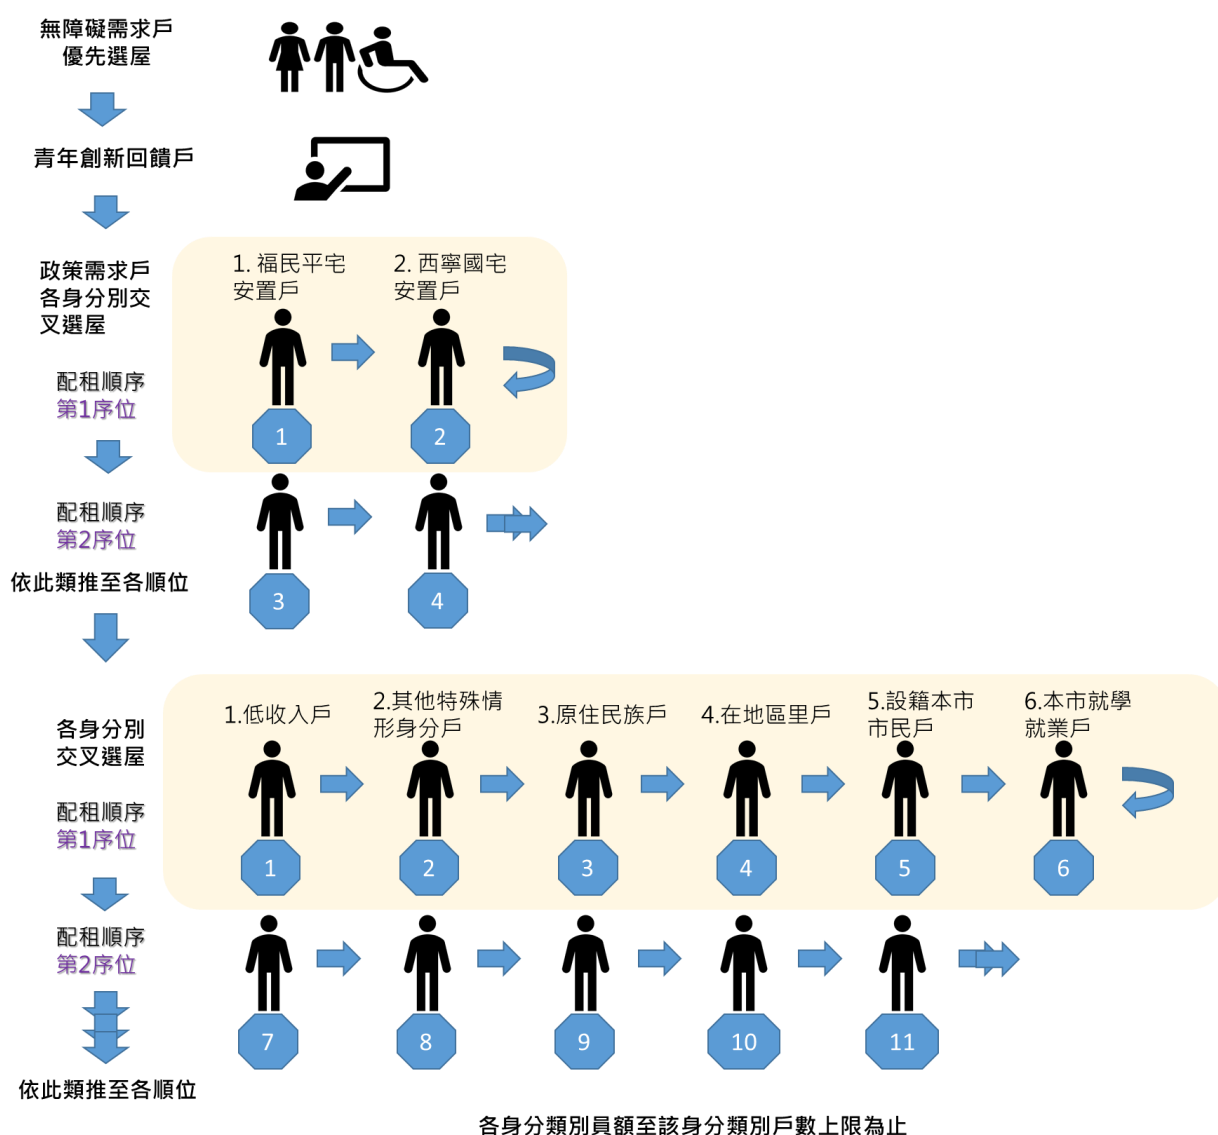 無障礙需求戶
優先選屋
青年創新回饋戶
政策需求戶
各身分別交
叉選屋
1. 福民平宅
安置戶
2. 西寧國宅
安置戶
配租順序
第1序位
1
2
配租順序
第2序位
3
4
依此類推至各順位
各身分別
交叉選屋
1.低收入戶
2.其他特殊情
形身分戶
3.原住民族戶
4.在地區里戶
5.設籍本市
市民戶
6.本市就學
就業戶
配租順序
第1序位
1
2
3
4
5
6
配租順序
第2序位
7
8
9
10
11
依此類推至各順位
各身分類別員額至該身分類別戶數上限為止